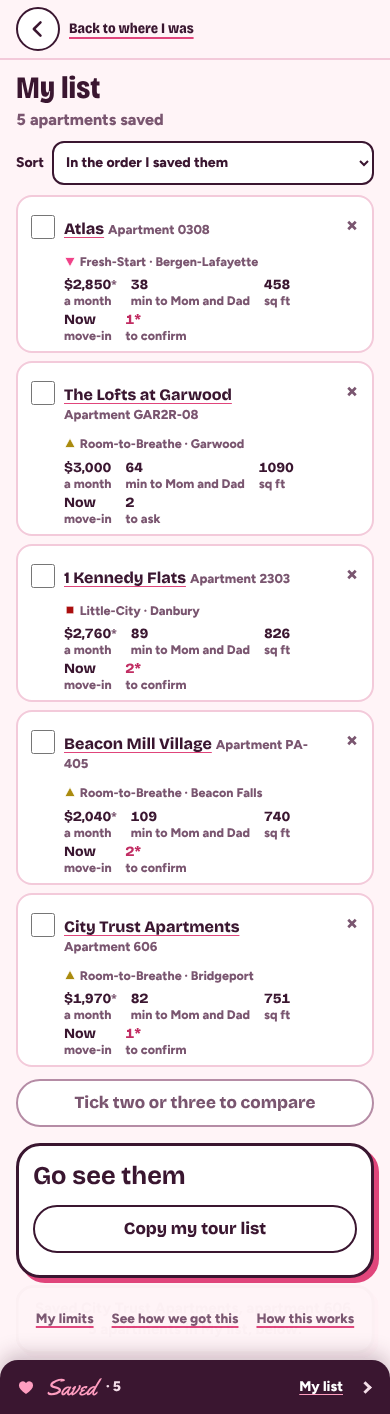 Back to where I was
My list
5 apartments saved
Sort In the order I saved them
Atlas Apartment 0308 ×
Fresh-Start · Bergen-Lafayette
$2,850* 38 458
a month min to Mom and Dad sq ft
Now 1*
move-in to confirm
The Lofts at Garwood ×
Apartment GAR2R-08
Room-to-Breathe · Garwood
$3,000 64 1090
a month min to Mom and Dad sq ft
Now 2
move-in to ask
1 Kennedy Flats Apartment 2303 ×
Little-City · Danbury
$2,760* 89 826
a month min to Mom and Dad sq ft
Now 2*
move-in to confirm
Beacon Mill Village Apartment PA- ×
405
Room-to-Breathe · Beacon Falls
$2,040* 109 740
a month min to Mom and Dad sq ft
Now 2*
move-in to confirm
City Trust Apartments ×
Apartment 606
Room-to-Breathe · Bridgeport
$1,970* 82 751
a month min to Mom and Dad sq ft
Now 1*
move-in to confirm
Tick two or three to compare
Go see them
Copy my tour list
My limits See how we got this How this works
Saved · 5 My list